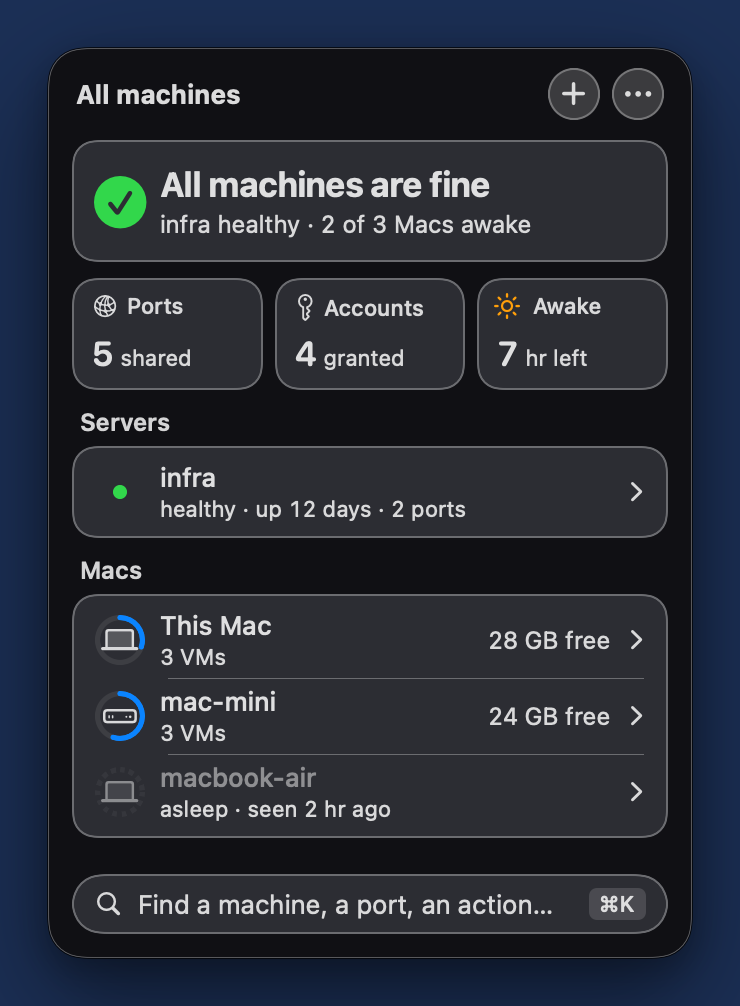 All machines
All machines are fine
infra healthy · 2 of 3 Macs awake
Ports
5 shared
Accounts
4 granted
Awake
7 hr left
Servers
infra
healthy · up 12 days · 2 ports
Macs
This Mac
3 VMs
28 GB free
mac-mini
3 VMs
24 GB free
macbook-air
asleep · seen 2 hr ago
Find a machine, a port, an action...
⌘K